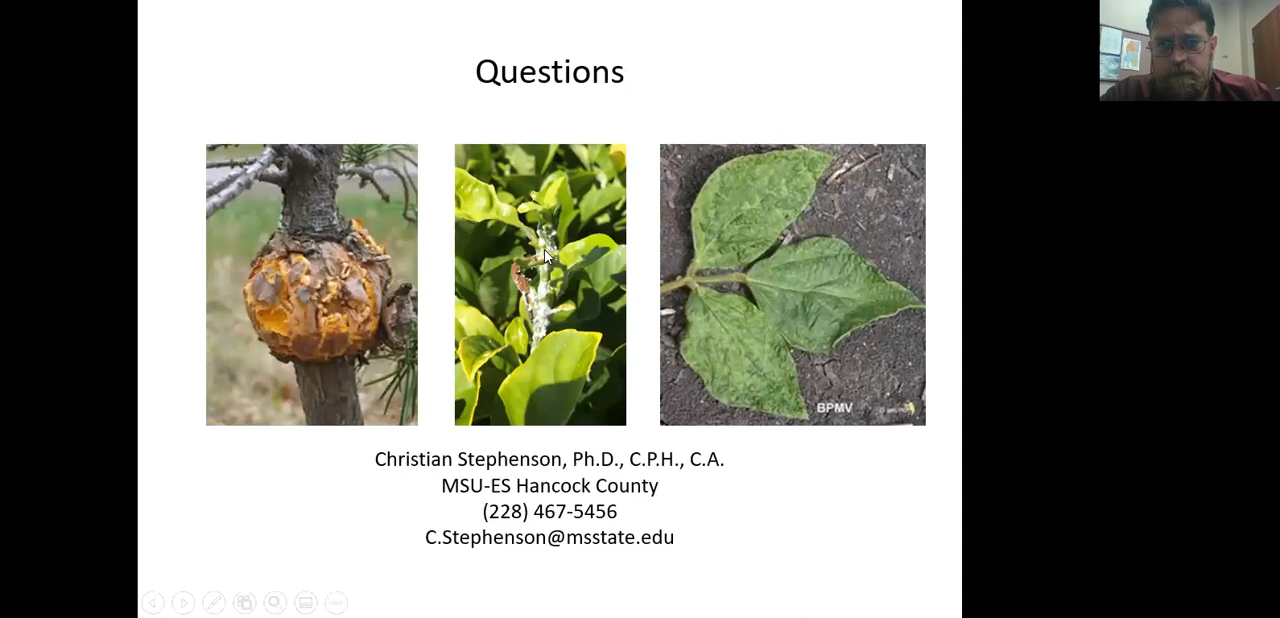 Questions
BPMV
Christian Stephenson, Ph.D., C.P.H., C.A.
MSU-ES Hancock County
(228) 467-5456
C.Stephenson@msstate.edu